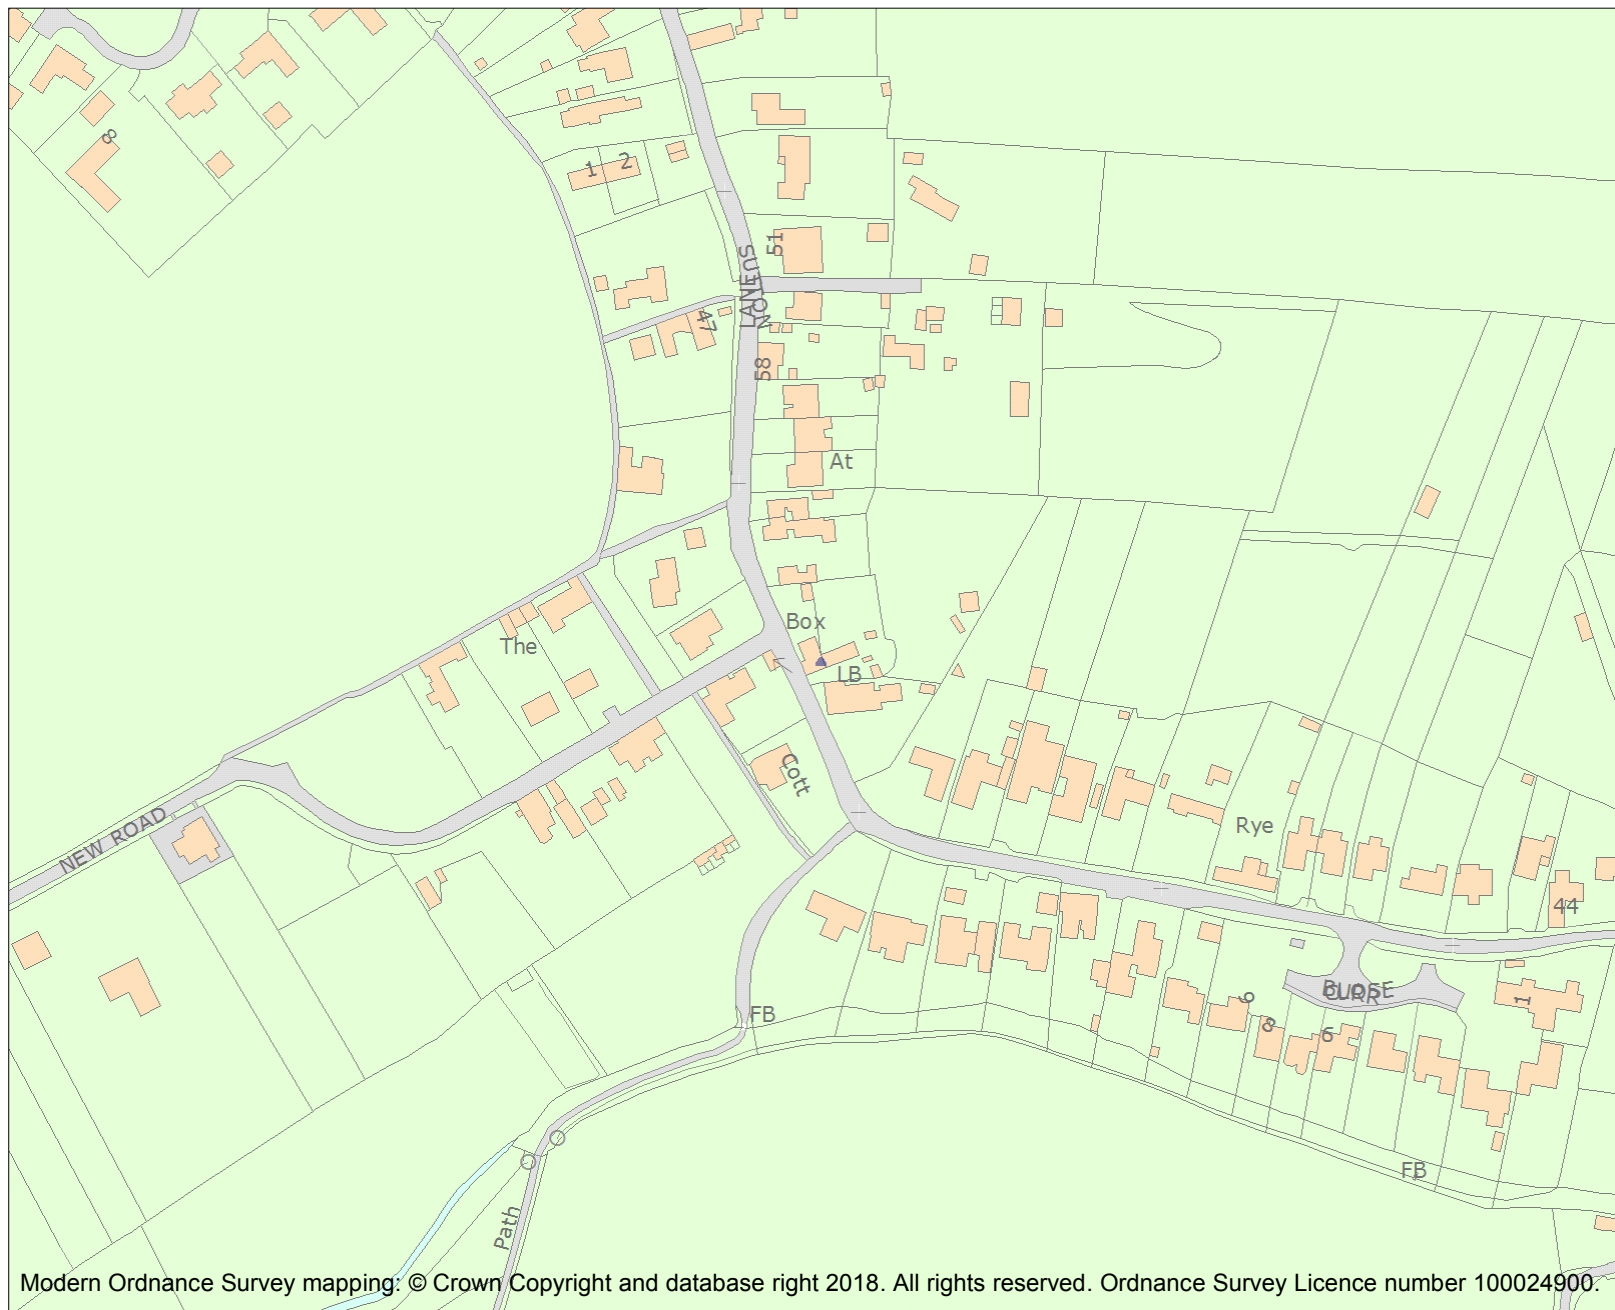 8
1
2
51
LANE
SUTTON
47
58
At
Box
The
LB
Cott
NEW ROAD
Rye
44
FB
BURR
CLOSE
1
9
8
6
FB
Path
Modern Ordnance Survey mapping: © Crown Copyright and database right 2018. All rights reserved. Ordnance Survey Licence number 100024900.